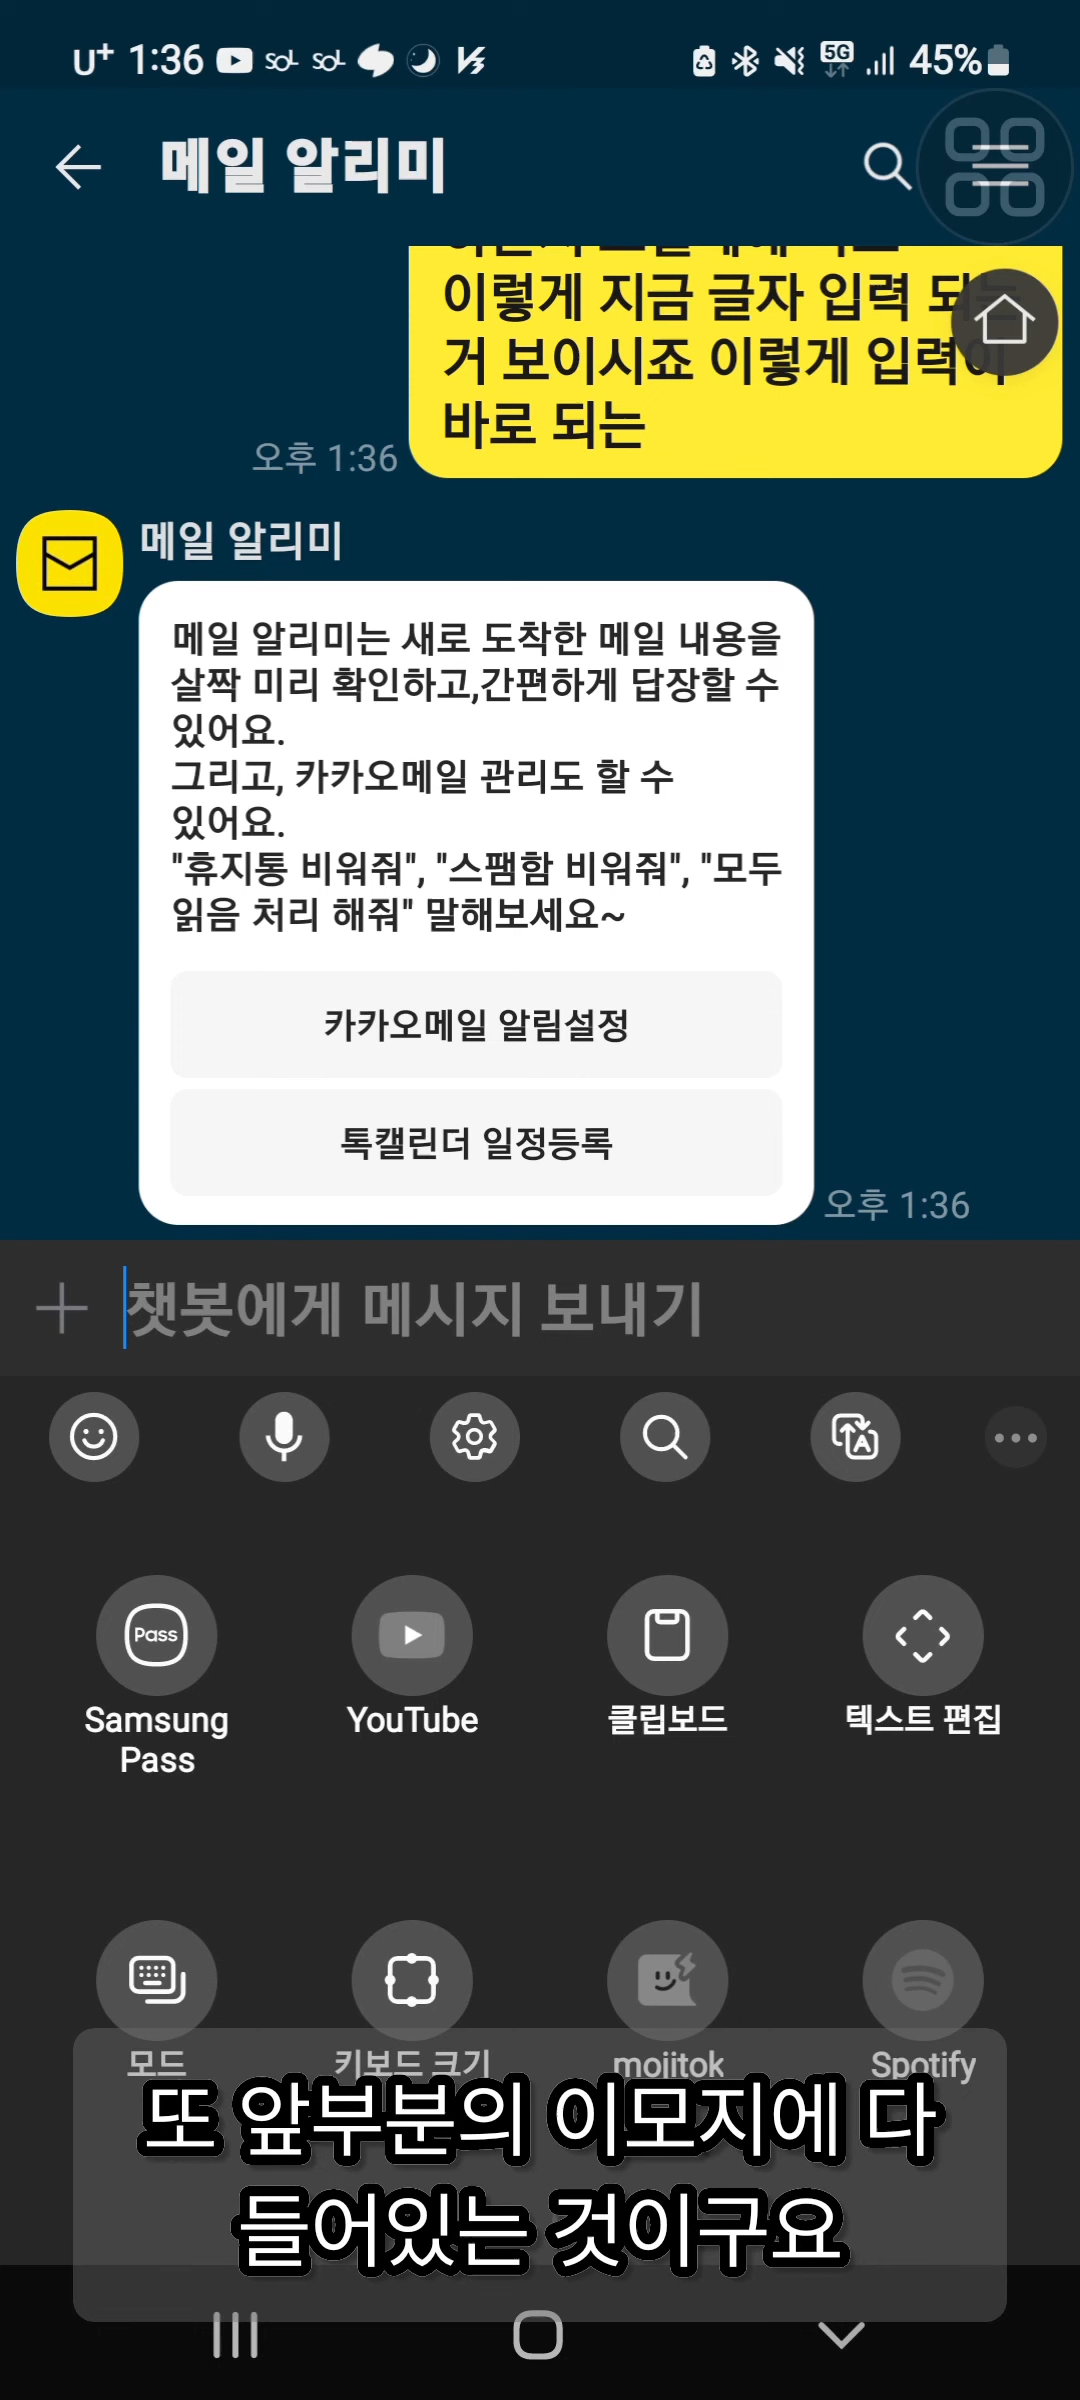 U+ 1:36 SOL SOL 5G 45%
메일 알리미
이렇게 지금 글자 입력 되는
거 보이시죠 이렇게 입력이
바로 되는
오후 1:36
메일 알리미
메일 알리미는 새로 도착한 메일 내용을
살짝 미리 확인하고,간편하게 답장할 수
있어요.
그리고, 카카오메일 관리도 할 수
있어요.
"휴지통 비워줘", "스팸함 비워줘", "모두
읽음 처리 해줘" 말해보세요~
카카오메일 알림설정
톡캘린더 일정등록
오후 1:36
챗봇에게 메시지 보내기
Pass
Samsung
Pass
YouTube
클립보드
텍스트 편집
모드
키보드 크기
mojitok
Spotify
또 앞부분의 이모지에 다
들어있는 것이구요